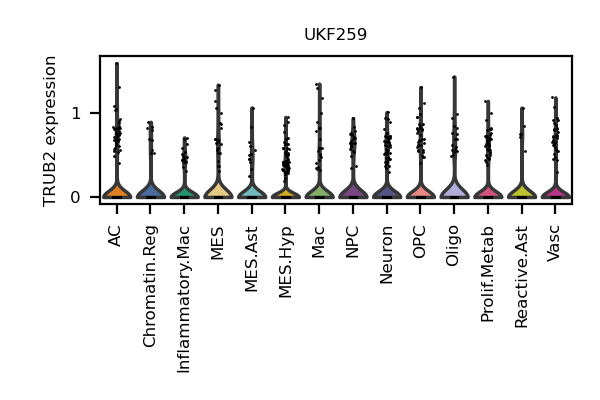 UKF259
TRUB2 expression
1
0
AC
Chromatin.Reg
Inflammatory.Mac
MES
MES.Ast
MES.Hyp
Mac
NPC
Neuron
OPC
Oligo
Prolif.Metab
Reactive.Ast
Vasc